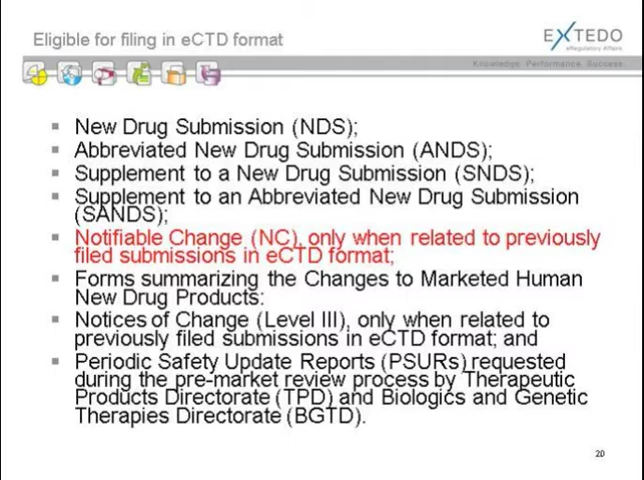 Eligible for filing in eCTD format
EXTEDO
eRegulatory Affairs
Knowledge. Performance. Success.
▪ New Drug Submission (NDS);
▪ Abbreviated New Drug Submission (ANDS);
▪ Supplement to a New Drug Submission (SNDS);
▪ Supplement to an Abbreviated New Drug Submission
(SANDS);
▪ Notifiable Change (NC), only when related to previously
filed submissions in eCTD format;
▪ Forms summarizing the Changes to Marketed Human
New Drug Products:
▪ Notices of Change (Level III), only when related to
previously filed submissions in eCTD format; and
▪ Periodic Safety Update Reports (PSURs) requested
during the pre-market review process by Therapeutic
Products Directorate (TPD) and Biologics and Genetic
Therapies Directorate (BGTD).
20